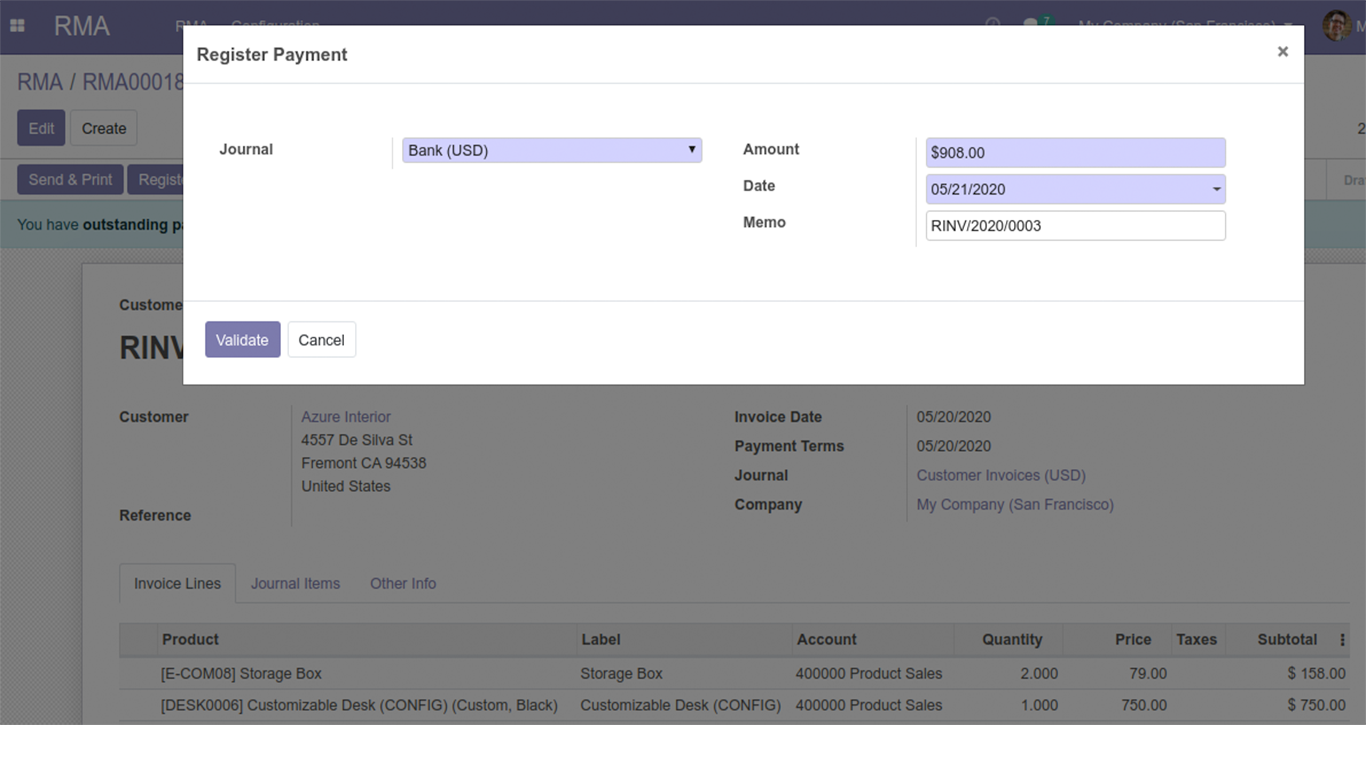 RMA RMA Configuration 7 My Company (San Francisco) M
Register Payment ×
RMA / RMA00018
Edit Create 2
Journal Bank (USD) Amount $908.00
Send & Print Registe Date 05/21/2020 Dra
You have outstanding pa Memo RINV/2020/0003
Custome
RINV
Validate Cancel
Customer Azure Interior Invoice Date 05/20/2020
4557 De Silva St Payment Terms 05/20/2020
Fremont CA 94538 Journal Customer Invoices (USD)
United States Company My Company (San Francisco)
Reference
Invoice Lines Journal Items Other Info
Product Label Account Quantity Price Taxes Subtotal
[E-COM08] Storage Box Storage Box 400000 Product Sales 2.000 79.00 $ 158.00
[DESK0006] Customizable Desk (CONFIG) (Custom, Black) Customizable Desk (CONFIG) 400000 Product Sales 1.000 750.00 $ 750.00